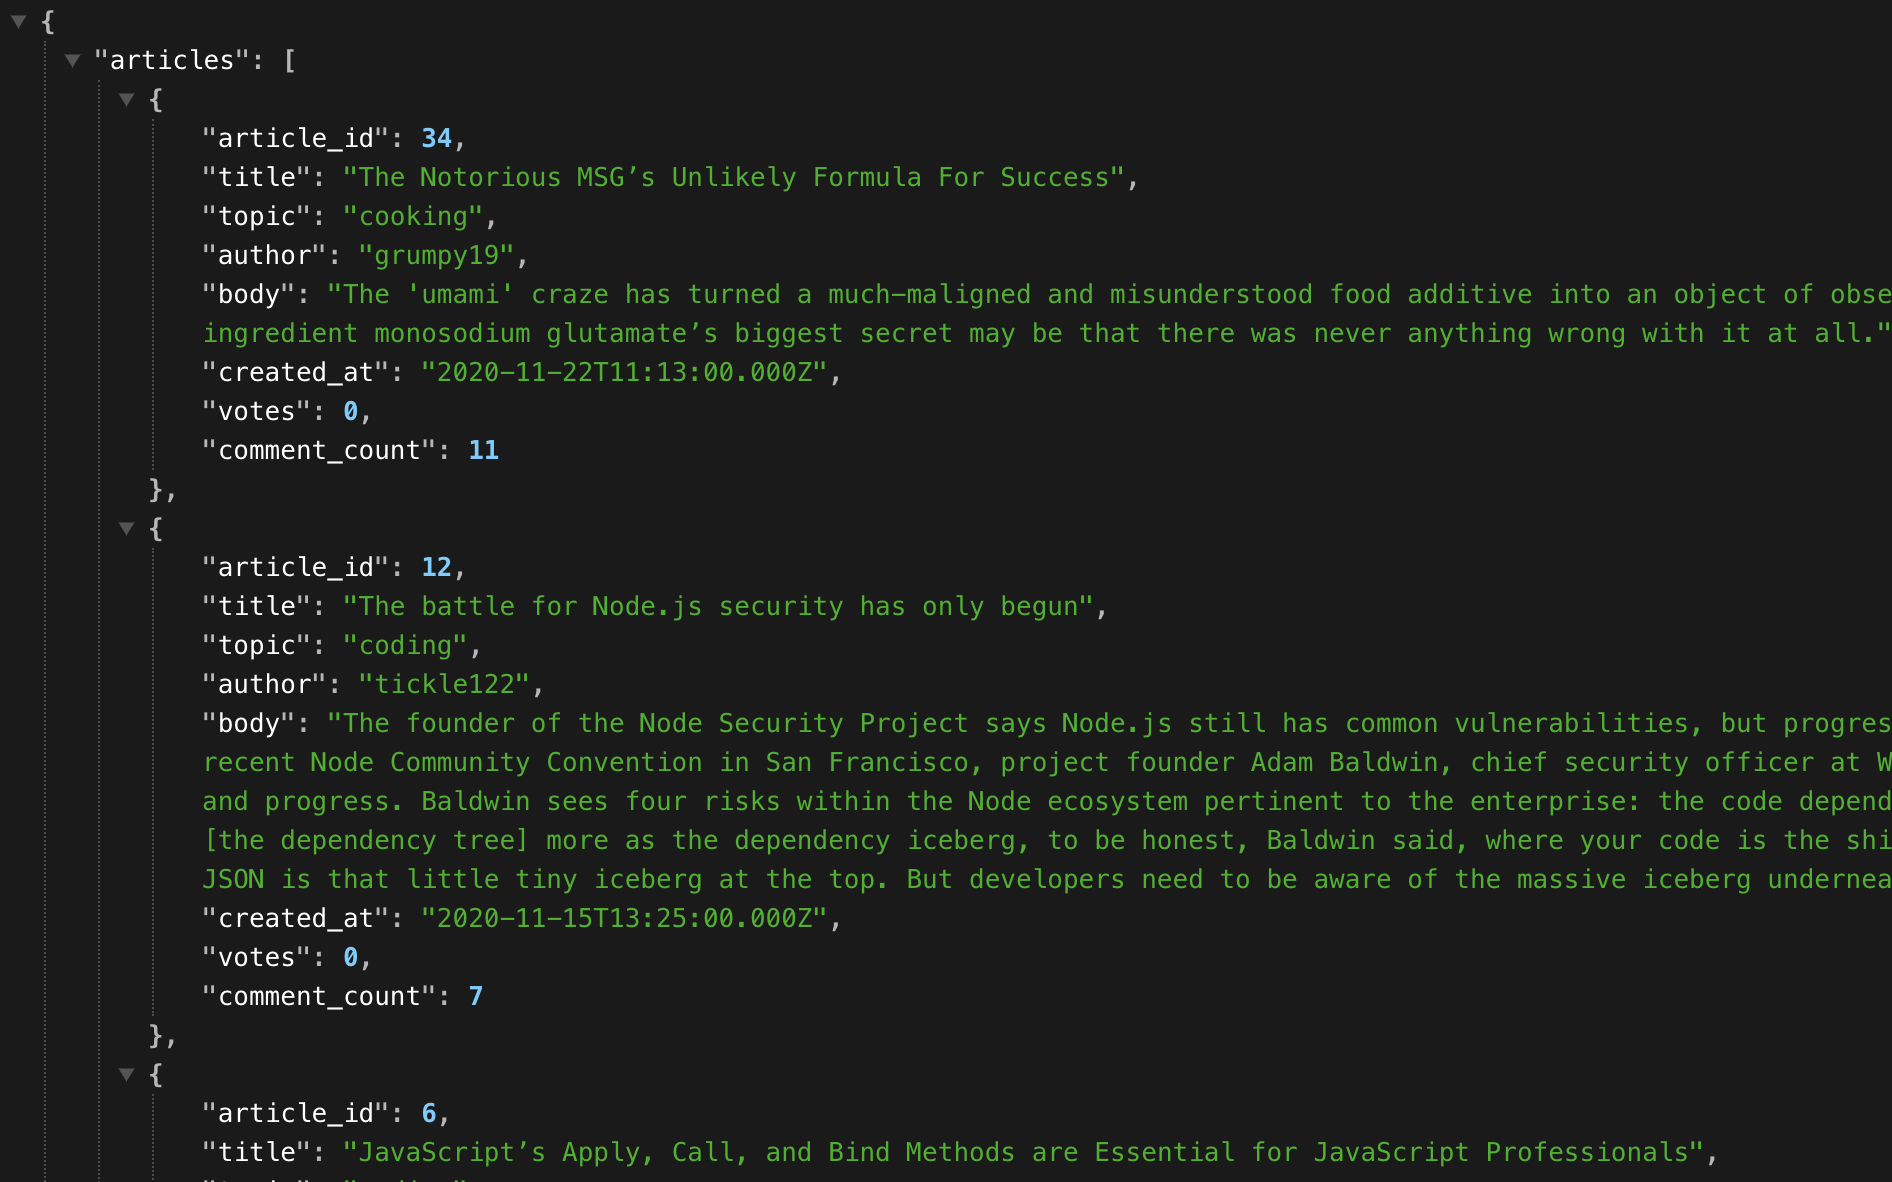 {
"articles": [
{
"article_id": 34,
"title": "The Notorious MSG’s Unlikely Formula For Success",
"topic": "cooking",
"author": "grumpy19",
"body": "The 'umami' craze has turned a much-maligned and misunderstood food additive into an object of obse
ingredient monosodium glutamate’s biggest secret may be that there was never anything wrong with it at all."
"created_at": "2020-11-22T11:13:00.000Z",
"votes": 0,
"comment_count": 11
},
{
"article_id": 12,
"title": "The battle for Node.js security has only begun",
"topic": "coding",
"author": "tickle122",
"body": "The founder of the Node Security Project says Node.js still has common vulnerabilities, but progres
recent Node Community Convention in San Francisco, project founder Adam Baldwin, chief security officer at W
and progress. Baldwin sees four risks within the Node ecosystem pertinent to the enterprise: the code depend
[the dependency tree] more as the dependency iceberg, to be honest, Baldwin said, where your code is the shi
JSON is that little tiny iceberg at the top. But developers need to be aware of the massive iceberg undernea
"created_at": "2020-11-15T13:25:00.000Z",
"votes": 0,
"comment_count": 7
},
{
"article_id": 6,
"title": "JavaScript’s Apply, Call, and Bind Methods are Essential for JavaScript Professionals",